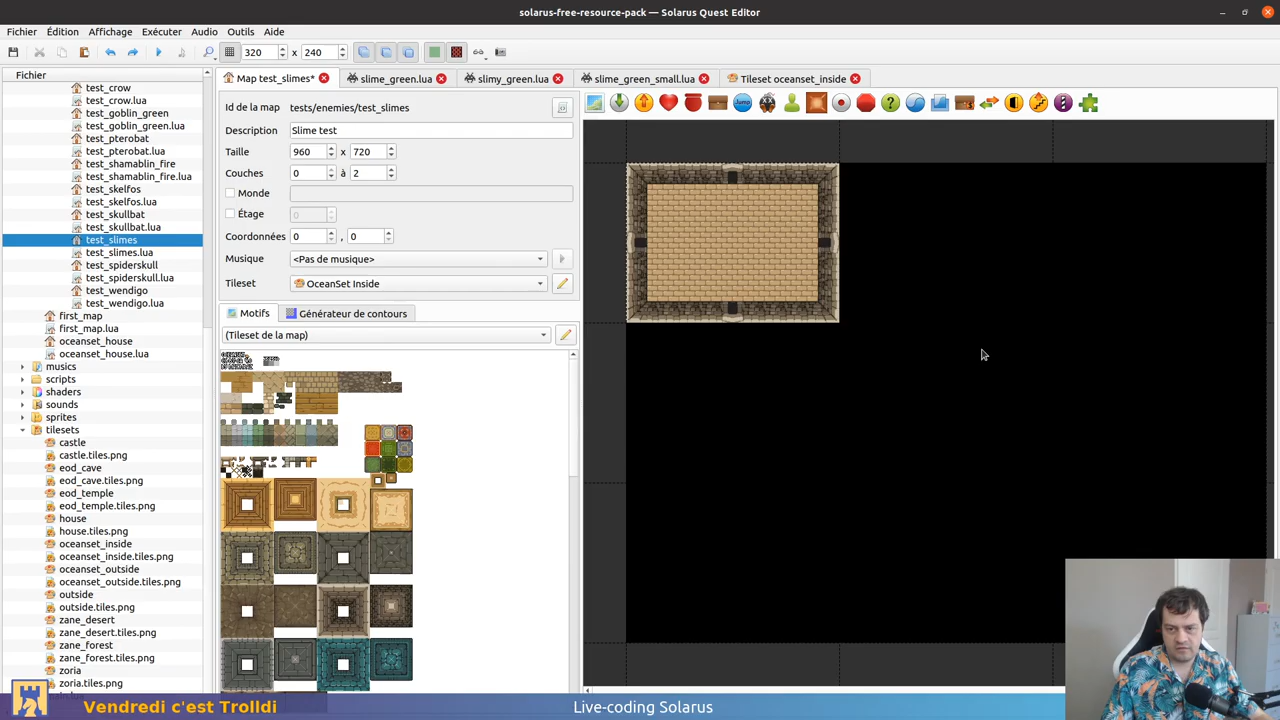 solarus-free-resource-pack — Solarus Quest Editor
Fichier Édition Affichage Exécuter Audio Outils Aide
320 x 240
Fichier
test_crow
test_crow.lua
test_goblin_green
test_goblin_green.lua
test_pterobat
test_pterobat.lua
test_shamablin_fire
test_shamablin_fire.lua
test_skelfos
test_skelfos.lua
test_skullbat
test_skullbat.lua
test_slimes
test_slimes.lua
test_spiderskull
test_spiderskull.lua
test_wendigo
test_wendigo.lua
first_map
first_map.lua
oceanset_house
oceanset_house.lua
musics
scripts
shaders
sounds
sprites
tilesets
castle
castle.tiles.png
eod_cave
eod_cave.tiles.png
eod_temple
eod_temple.tiles.png
house
house.tiles.png
oceanset_inside
oceanset_inside.tiles.png
oceanset_outside
oceanset_outside.tiles.png
outside
outside.tiles.png
zane_desert
zane_desert.tiles.png
zane_forest
zane_forest.tiles.png
zoria
zoria.tiles.png
Map test_slimes* slime_green.lua slimy_green.lua slime_green_small.lua Tileset oceanset_inside
Id de la map tests/enemies/test_slimes
Description Slime test
Taille 960 x 720
Couches 0 à 2
Monde
Étage 0
Coordonnées 0 , 0
Musique <Pas de musique>
Tileset OceanSet Inside
Motifs Générateur de contours
(Tileset de la map)
Jump
Vendredi c'est Trolldi
Live-coding Solarus